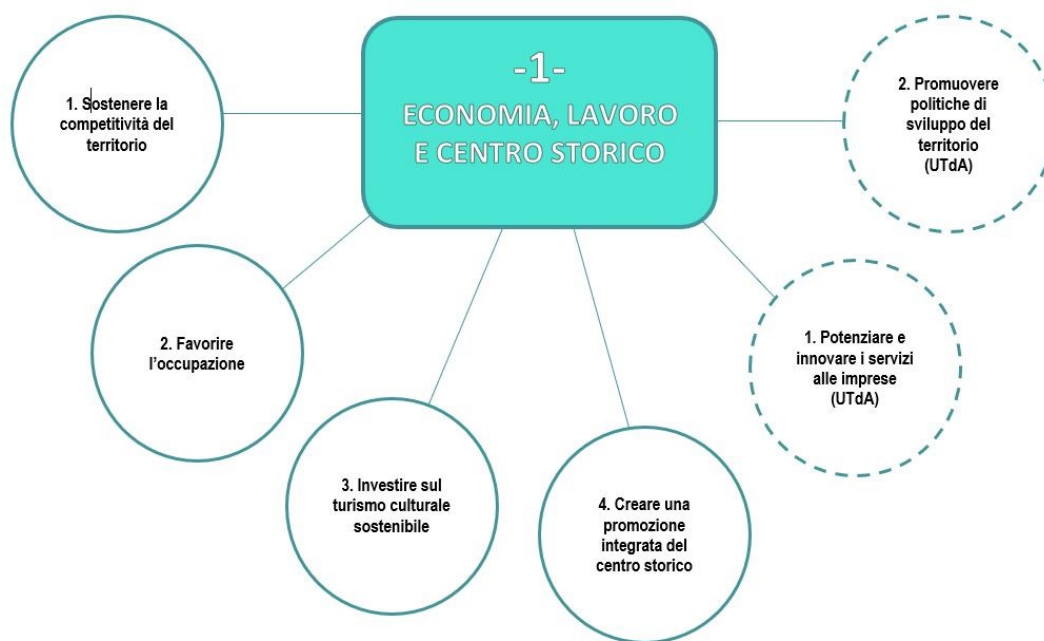 -1-
ECONOMIA, LAVORO
E CENTRO STORICO
1. Sostenere la
competitività del
territorio
2. Favorire
l’occupazione
3. Investire sul
turismo culturale
sostenibile
4. Creare una
promozione
integrata del
centro storico
1. Potenziare e
innovare i servizi
alle imprese
(UTdA)
2. Promuovere
politiche di
sviluppo del
territorio
(UTdA)